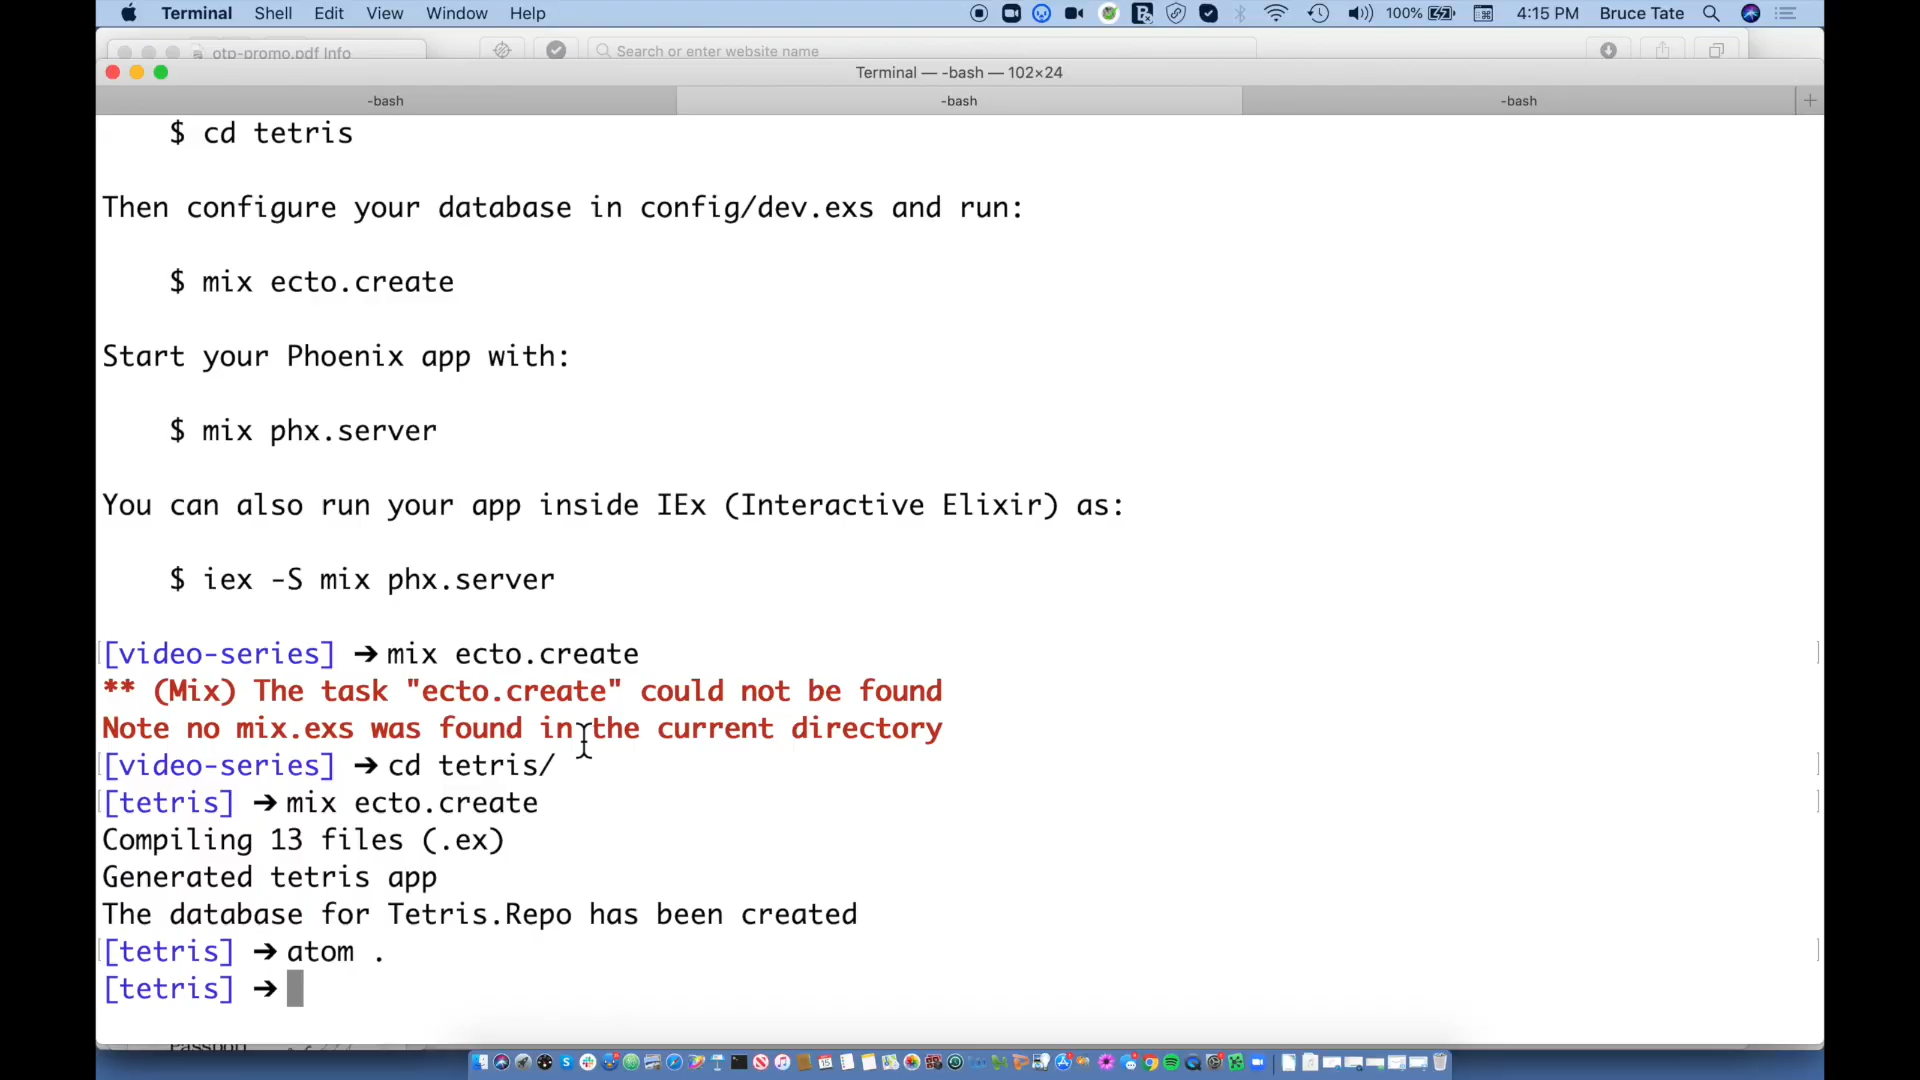 Terminal Shell Edit View Window Help 100% 4:15 PM Bruce Tate
otp-promo.pdf Info Search or enter website name
Terminal — -bash — 102×24
-bash -bash -bash
$ cd tetris
Then configure your database in config/dev.exs and run:
$ mix ecto.create
Start your Phoenix app with:
$ mix phx.server
You can also run your app inside IEx (Interactive Elixir) as:
$ iex -S mix phx.server
[video-series] ➔ mix ecto.create
** (Mix) The task "ecto.create" could not be found
Note no mix.exs was found in the current directory
[video-series] ➔ cd tetris/
[tetris] ➔ mix ecto.create
Compiling 13 files (.ex)
Generated tetris app
The database for Tetris.Repo has been created
[tetris] ➔ atom .
[tetris] ➔